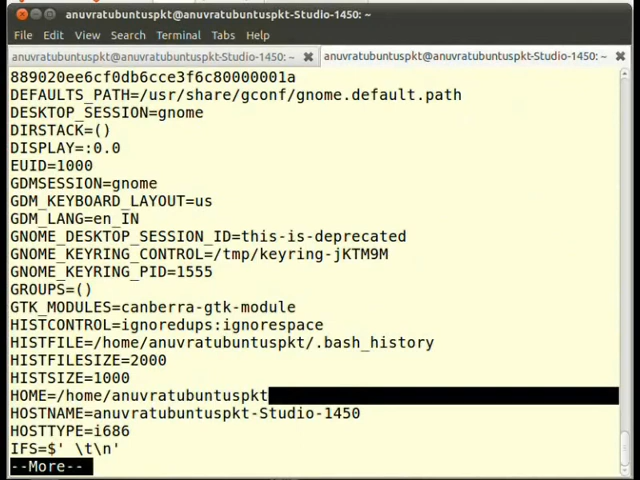 anuvratubuntuspkt@anuvratubuntuspkt-Studio-1450: ~
File Edit View Search Terminal Tabs Help
anuvratubuntuspkt@anuvratubuntuspkt-Studio-1450: ~ anuvratubuntuspkt@anuvratubuntuspkt-Studio-1450: ~
889020ee6cf0db6cce3f6c80000001a
DEFAULTS_PATH=/usr/share/gconf/gnome.default.path
DESKTOP_SESSION=gnome
DIRSTACK=()
DISPLAY=:0.0
EUID=1000
GDMSESSION=gnome
GDM_KEYBOARD_LAYOUT=us
GDM_LANG=en_IN
GNOME_DESKTOP_SESSION_ID=this-is-deprecated
GNOME_KEYRING_CONTROL=/tmp/keyring-jKTM9M
GNOME_KEYRING_PID=1555
GROUPS=()
GTK_MODULES=canberra-gtk-module
HISTCONTROL=ignoredups:ignorespace
HISTFILE=/home/anuvratubuntuspkt/.bash_history
HISTFILESIZE=2000
HISTSIZE=1000
HOME=/home/anuvratubuntuspkt
HOSTNAME=anuvratubuntuspkt-Studio-1450
HOSTTYPE=i686
IFS=$' \t\n'
--More--